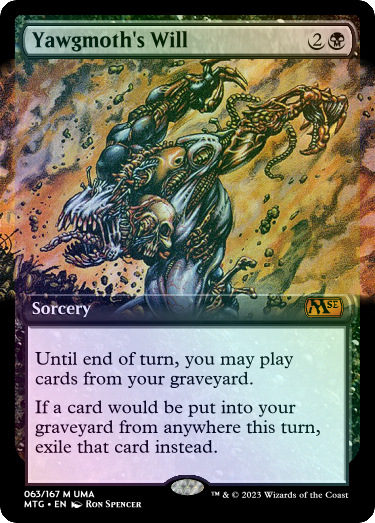 Yawgmoth's Will 2
Sorcery
MSE
Until end of turn, you may play
cards from your graveyard.
If a card would be put into your
graveyard from anywhere this turn,
exile that card instead.
063/167 M UMA
MTG • EN Ron Spencer
™ & © 2023 Wizards of the Coast